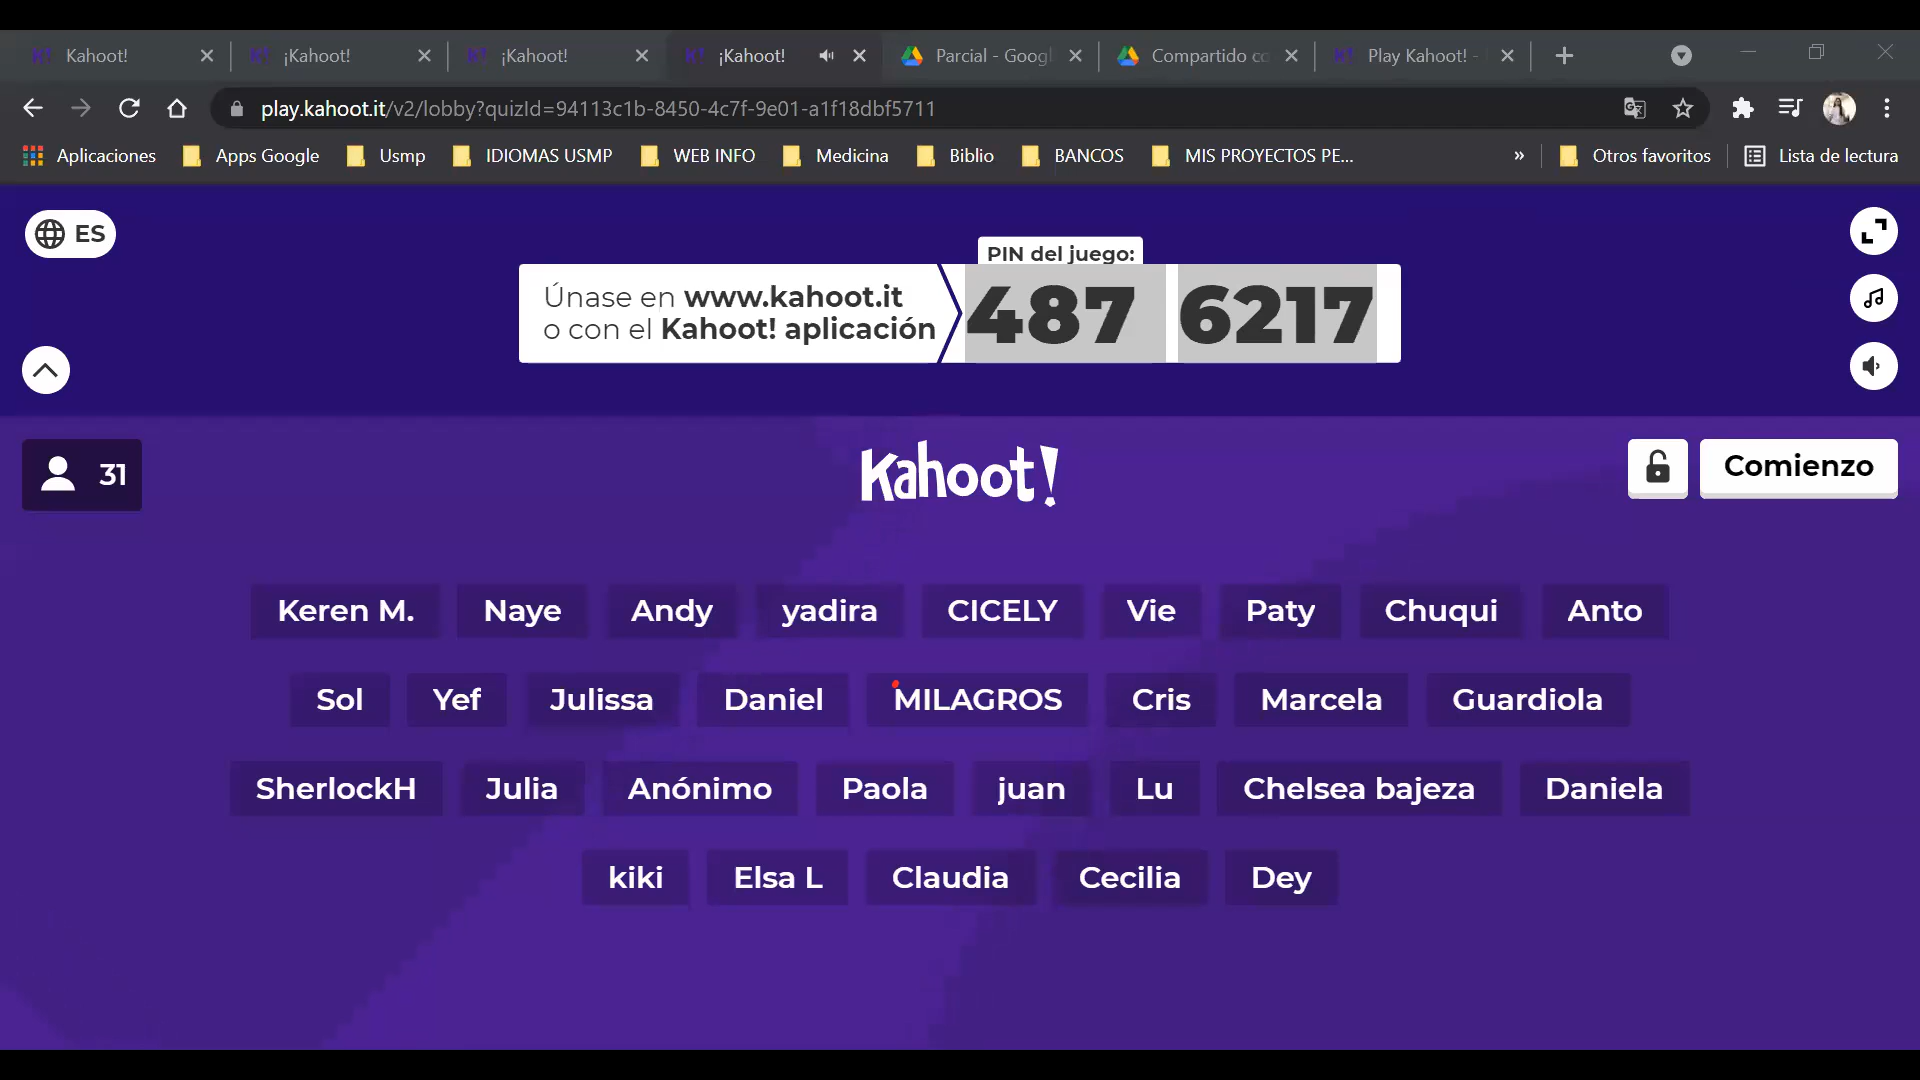 Kahoot! ¡Kahoot! ¡Kahoot! ¡Kahoot! Parcial - Googl Compartido co Play Kahoot! -
play.kahoot.it/v2/lobby?quizId=94113c1b-8450-4c7f-9e01-a1f18dbf5711
Aplicaciones Apps Google Usmp IDIOMAS USMP WEB INFO Medicina Biblio BANCOS MIS PROYECTOS PE... » Otros favoritos Lista de lectura
ES
PIN del juego:
Únase en www.kahoot.it
o con el Kahoot! aplicación
487 6217
31
Kahoot!
Comienzo
Keren M. Naye Andy yadira CICELY Vie Paty Chuqui Anto
Sol Yef Julissa Daniel MILAGROS Cris Marcela Guardiola
SherlockH Julia Anónimo Paola juan Lu Chelsea bajeza Daniela
kiki Elsa L Claudia Cecilia Dey